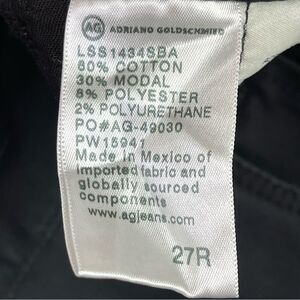 AG ADRIANO GOLDSCHMIED
LSS1434SBA
60% COTTON
30% MODAL
8% POLYESTER
2% POLYURETHANE
PO#AG-49030
PW15941
Made in Mexico of
imported fabric and
globally sourced
components
www.agjeans.com
27R